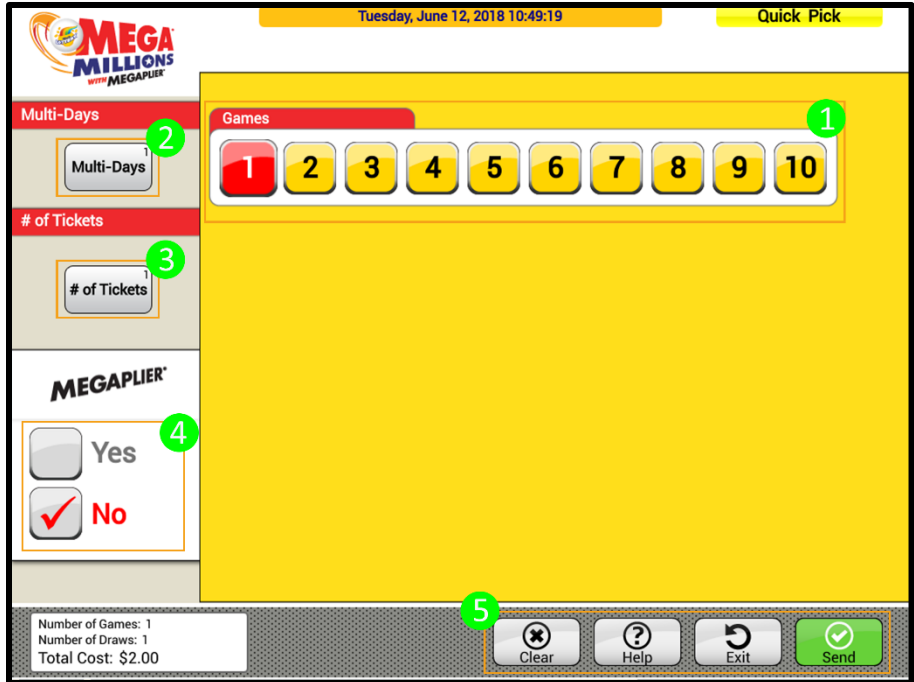 Tuesday, June 12, 2018 10:49:19
Quick Pick
MEGA
MILLIONS
WITH MEGAPLIER
Multi-Days
2
1
Multi-Days
Games
1
1 2 3 4 5 6 7 8 9 10
# of Tickets
3
1
# of Tickets
MEGAPLIER
4
Yes
No
5
Number of Games: 1
Number of Draws: 1
Total Cost: $2.00
Clear
Help
Exit
Send